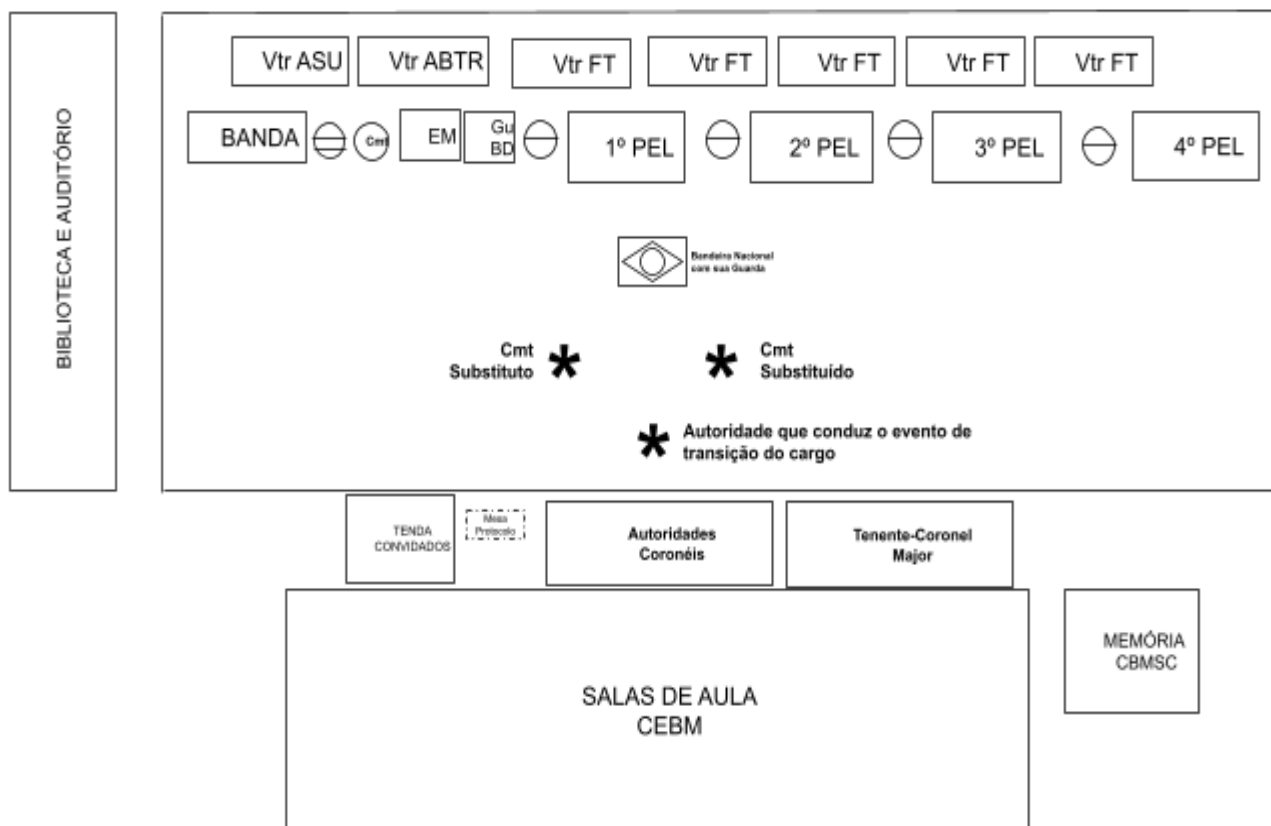 BIBLIOTECA E AUDITÓRIO
Vtr ASU
Vtr ABTR
Vtr FT
Vtr FT
Vtr FT
Vtr FT
Vtr FT
BANDA
Cmt
EM
Gu
BD
1º PEL
2º PEL
3º PEL
4º PEL
Bandeira Nacional
com sua Guarda
Cmt
Substituto
Cmt
Substituído
Autoridade que conduz o evento de
transição do cargo
TENDA
CONVIDADOS
Mesa
Protocolo
Autoridades
Coronéis
Tenente-Coronel
Major
SALAS DE AULA
CEBM
MEMÓRIA
CBMSC